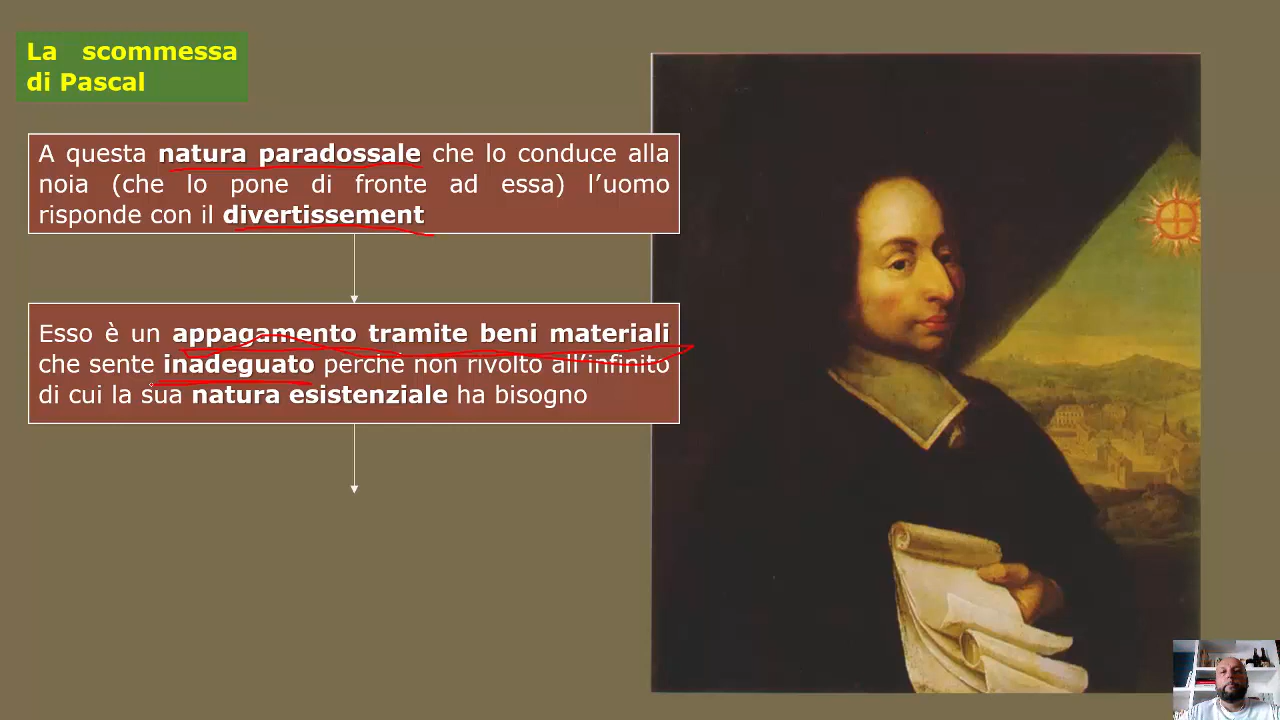 La scommessa
di Pascal
A questa natura paradossale che lo conduce alla
noia (che lo pone di fronte ad essa) l’uomo
risponde con il divertissement
Esso è un appagamento tramite beni materiali
che sente inadeguato perché non rivolto all’infinito
di cui la sua natura esistenziale ha bisogno